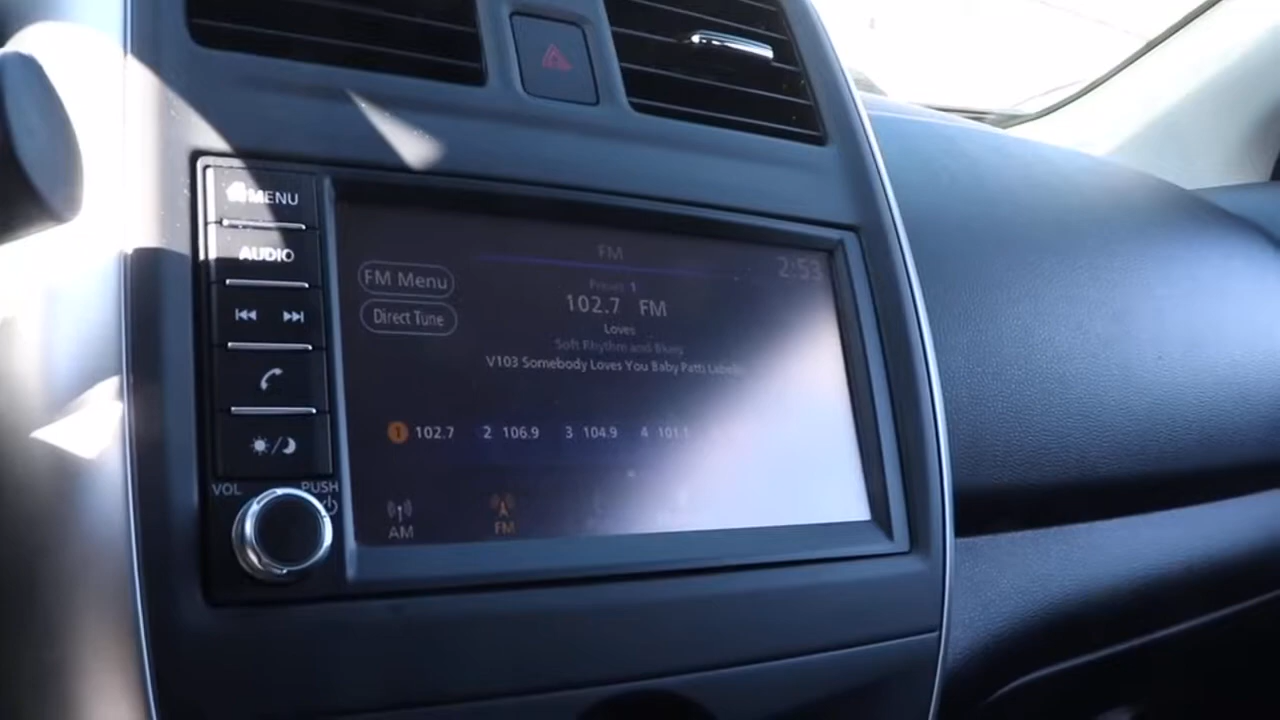 MENU
AUDIO
VOL
PUSH
FM
2:53
FM Menu
Direct Tune
Preset 1
102.7 FM
Loves
Soft Rhythm and Blues
V103 Somebody Loves You Baby Patti LaBelle
1 102.7 2 106.9 3 104.9 4 101.1
AM
FM